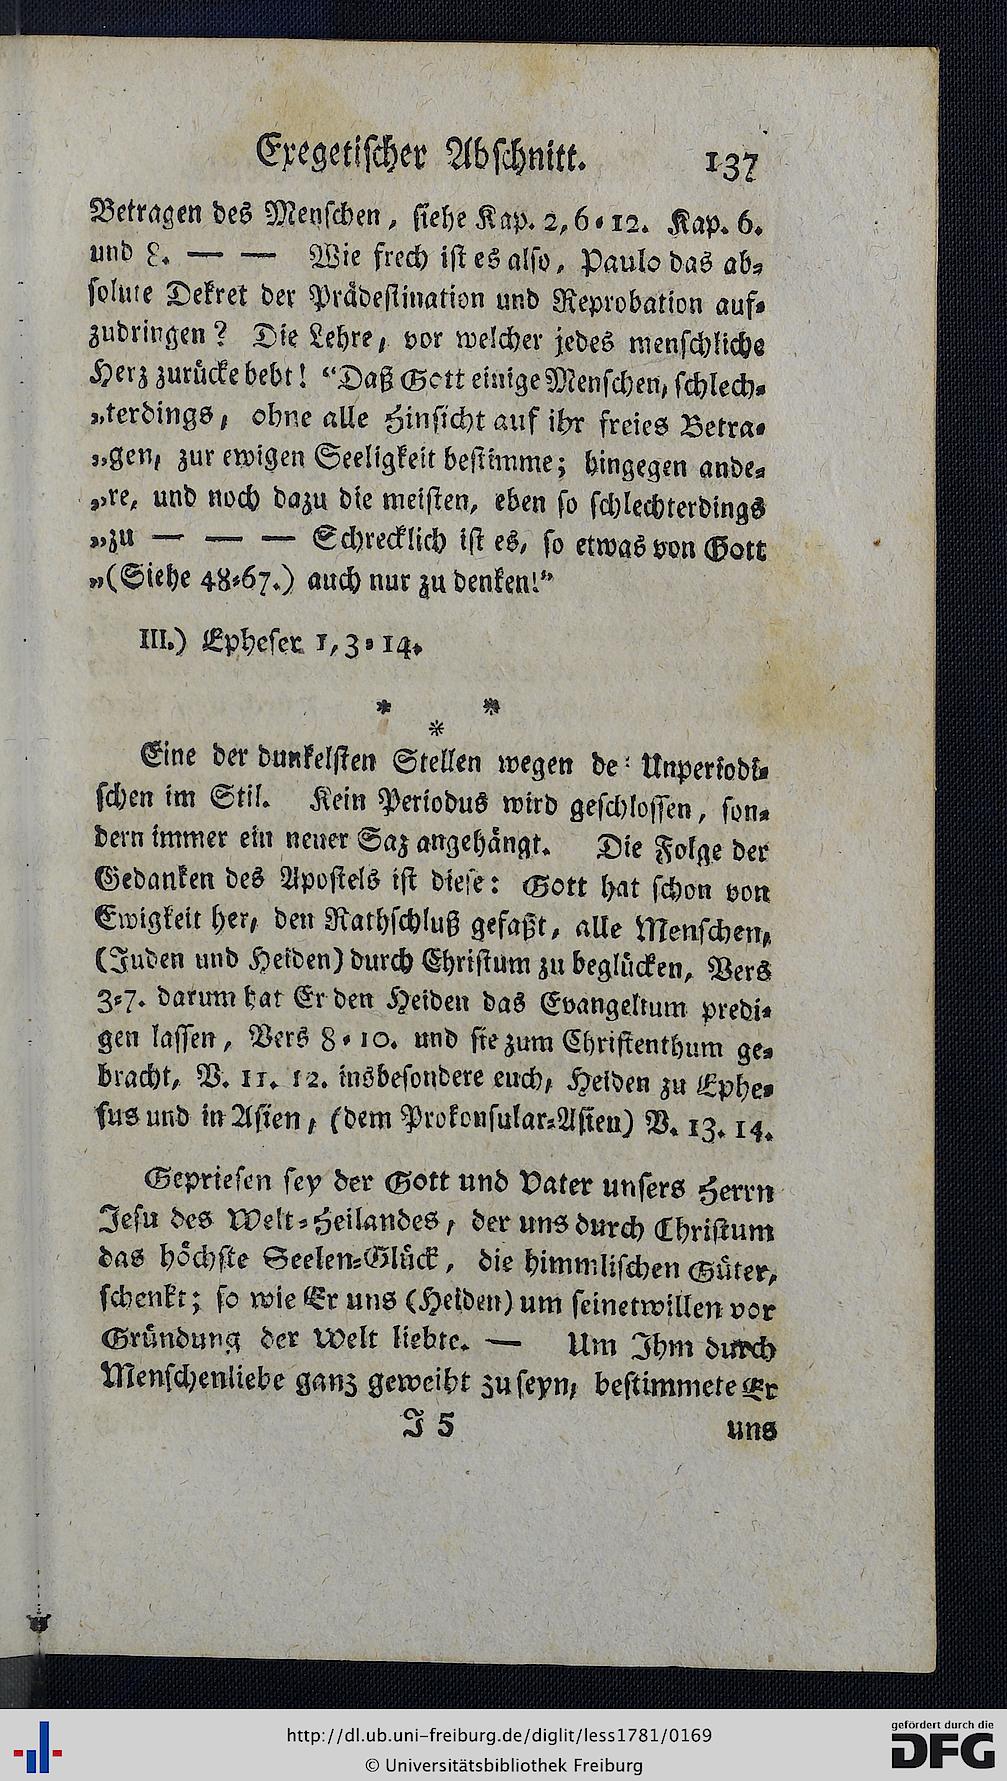 Exegetischer Abschnitt. 137
Betragen des Menschen, siehe Kap. 2, 6 = 12. Kap. 6.
und 8. — — Wie frech ist es also, Paulo das ab=
solute Dekret der Prädestination und Reprobation auf=
zudringen? Die Lehre, vor welcher jedes menschliche
Herz zurücke bebt! “Daß Gott einige Menschen, schlech=
„terdings, ohne alle Hinsicht auf ihr freies Betra=
„gen, zur ewigen Seeligkeit bestimme; hingegen ande=
„re, und noch dazu die meisten, eben so schlechterdings
„zu — — — Schrecklich ist es, so etwas von Gott
„(Siehe 48=67.) auch nur zu denken!“
III.) Epheser 1, 3 = 14.
* *
*
Eine der dunkelsten Stellen wegen de Unperiodi=
schen im Stil. Kein Periodus wird geschlossen, son=
dern immer ein neuer Saz angehängt. Die Folge der
Gedanken des Apostels ist diese: Gott hat schon von
Ewigkeit her, den Rathschluß gefaßt, alle Menschen,
(Juden und Heiden) durch Christum zu beglücken, Vers
3=7. darum hat Er den Heiden das Evangelium predi=
gen lassen, Vers 8 = 10. und sie zum Christenthum ge=
bracht, V. 11. 12. insbesondere euch, Heiden zu Ephe=
sus und in Asien, (dem Prokonsular=Asien) V. 13. 14.
Gepriesen sey der Gott und Vater unsers Herrn
Jesu des Welt=Heilandes, der uns durch Christum
das höchste Seelen=Glück, die himmlischen Güter,
schenkt; so wie Er uns (Heiden) um seinetwillen vor
Gründung der Welt liebte. — Um Ihm durch
Menschenliebe ganz geweiht zu seyn, bestimmete Er
J 5 uns
http://dl.ub.uni-freiburg.de/diglit/less1781/0169
© Universitätsbibliothek Freiburg
gefördert durch die
DFG